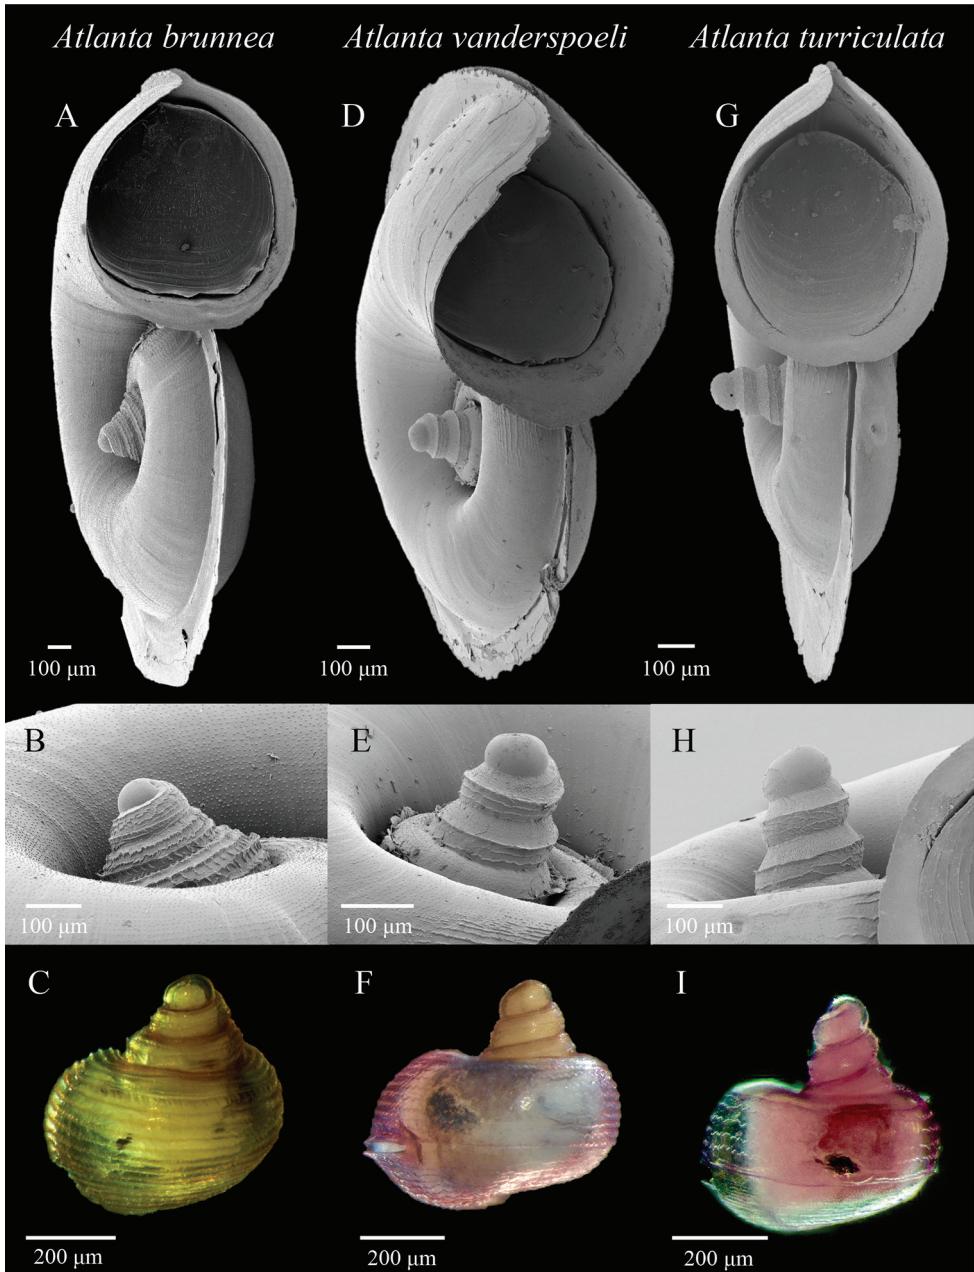 Atlanta brunnea
Atlanta vanderspoeli
Atlanta turriculata
A
D
G
100 µm
100 µm
100 µm
B
E
H
100 µm
100 µm
100 µm
C
F
I
200 µm
200 µm
200 µm